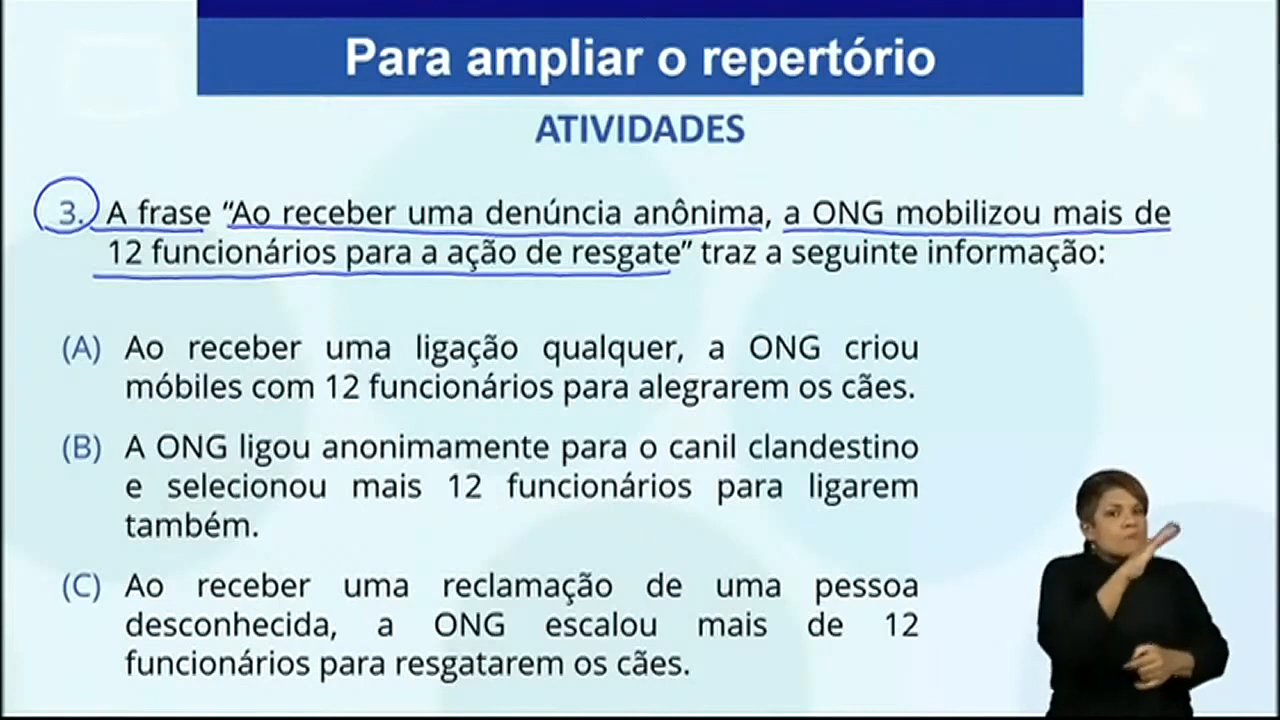 Para ampliar o repertório
ATIVIDADES
3. A frase “Ao receber uma denúncia anônima, a ONG mobilizou mais de
12 funcionários para a ação de resgate” traz a seguinte informação:
(A) Ao receber uma ligação qualquer, a ONG criou
móbiles com 12 funcionários para alegrarem os cães.
(B) A ONG ligou anonimamente para o canil clandestino
e selecionou mais 12 funcionários para ligarem
também.
(C) Ao receber uma reclamação de uma pessoa
desconhecida, a ONG escalou mais de 12
funcionários para resgatarem os cães.